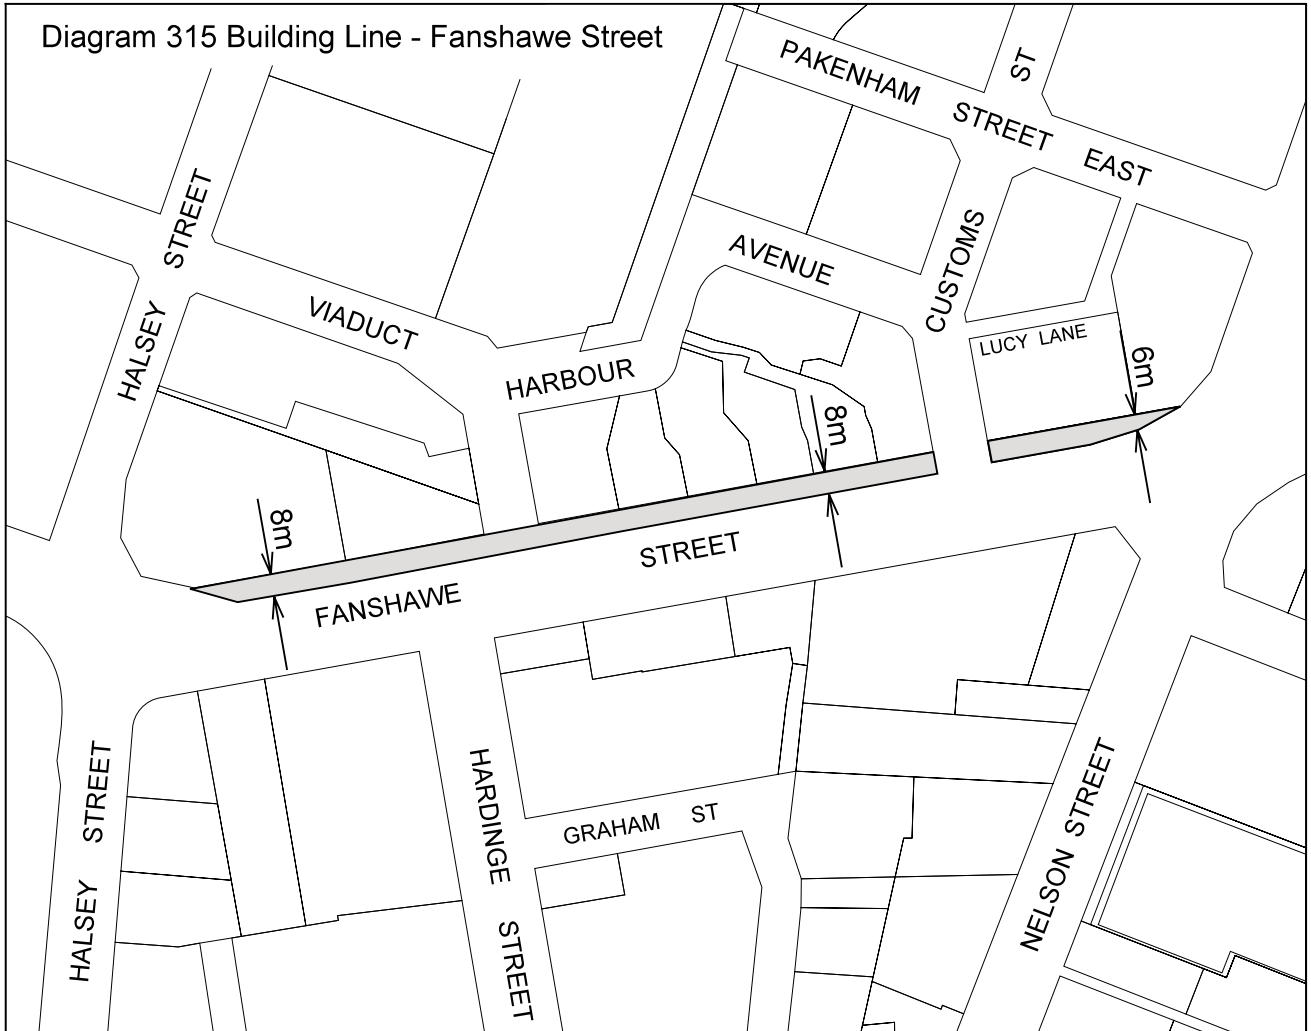 Diagram 315 Building Line - Fanshawe Street
PAKENHAM STREET EAST
ST
CUSTOMS
HALSEY STREET
VIADUCT
HARBOUR
AVENUE
LUCY LANE
6m
8m
8m
FANSHAWE STREET
HALSEY STREET
HARDINGE STREET
GRAHAM ST
NELSON STREET